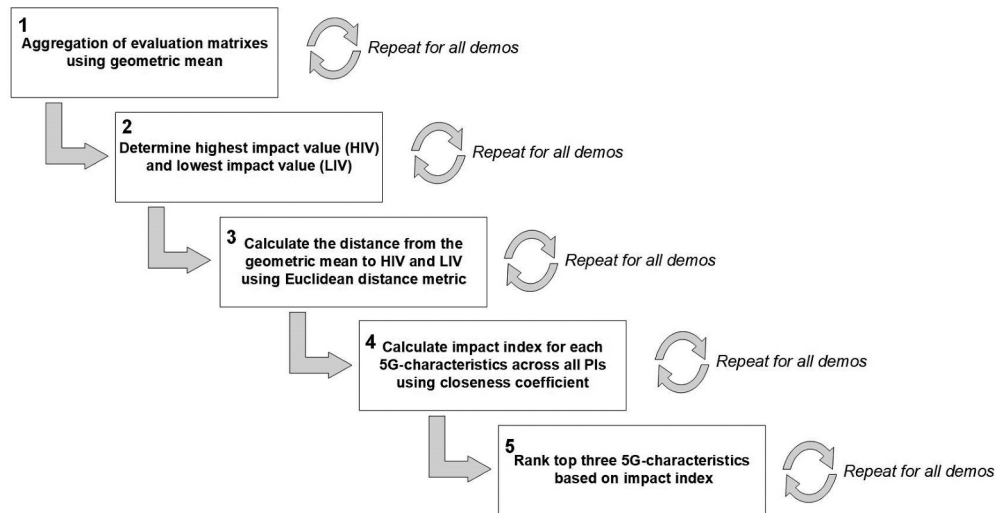 1
Aggregation of evaluation matrixes
using geometric mean
Repeat for all demos
2
Determine highest impact value (HIV)
and lowest impact value (LIV)
Repeat for all demos
3
Calculate the distance from the
geometric mean to HIV and LIV
using Euclidean distance metric
Repeat for all demos
4
Calculate impact index for each
5G-characteristics across all PIs
using closeness coefficient
Repeat for all demos
5
Rank top three 5G-characteristics
based on impact index
Repeat for all demos